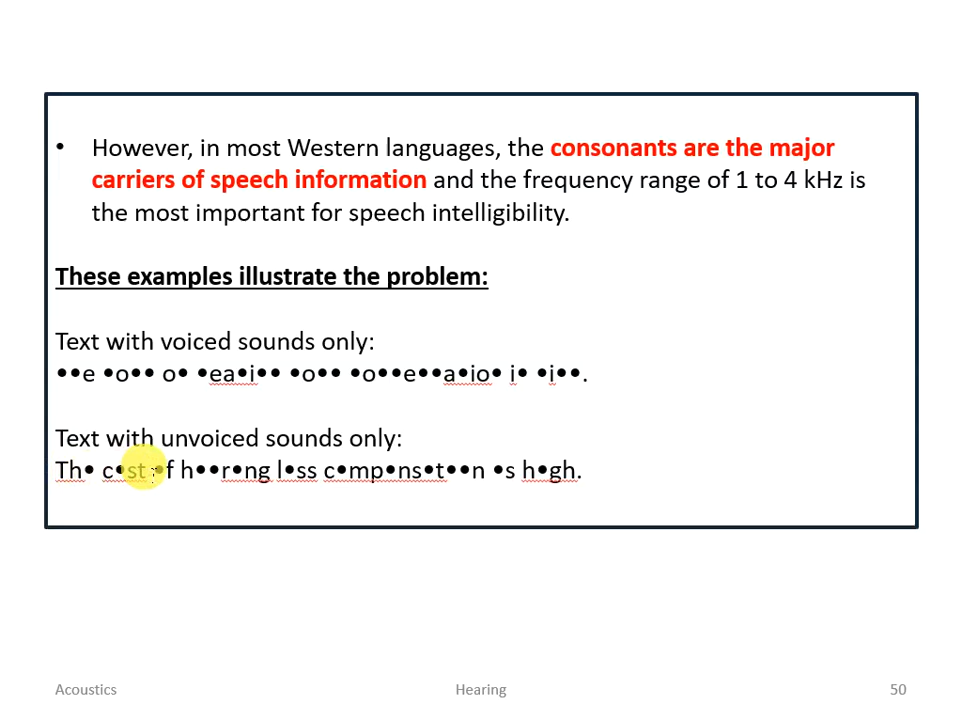 • However, in most Western languages, the consonants are the major
carriers of speech information and the frequency range of 1 to 4 kHz is
the most important for speech intelligibility.
These examples illustrate the problem:
Text with voiced sounds only:
••e •o•• o• •ea•i•• •o•• •o••e••a•io• i• •i••.
Text with unvoiced sounds only:
Th• c•st •f h••r•ng l•ss c•mp•ns•t••n •s h•gh.
Acoustics Hearing 50